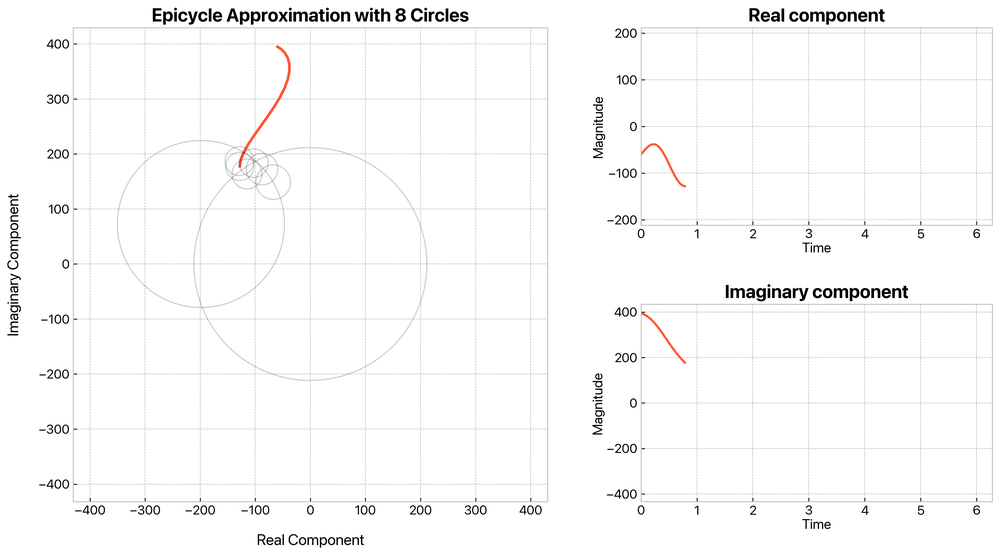 Epicycle Approximation with 8 Circles
400
300
200
100
0
−100
−200
−300
−400
Imaginary Component
−400 −300 −200 −100 0 100 200 300 400
Real Component
Real component
200
100
0
−100
−200
Magnitude
0 1 2 3 4 5 6
Time
Imaginary component
400
200
0
−200
−400
Magnitude
0 1 2 3 4 5 6
Time